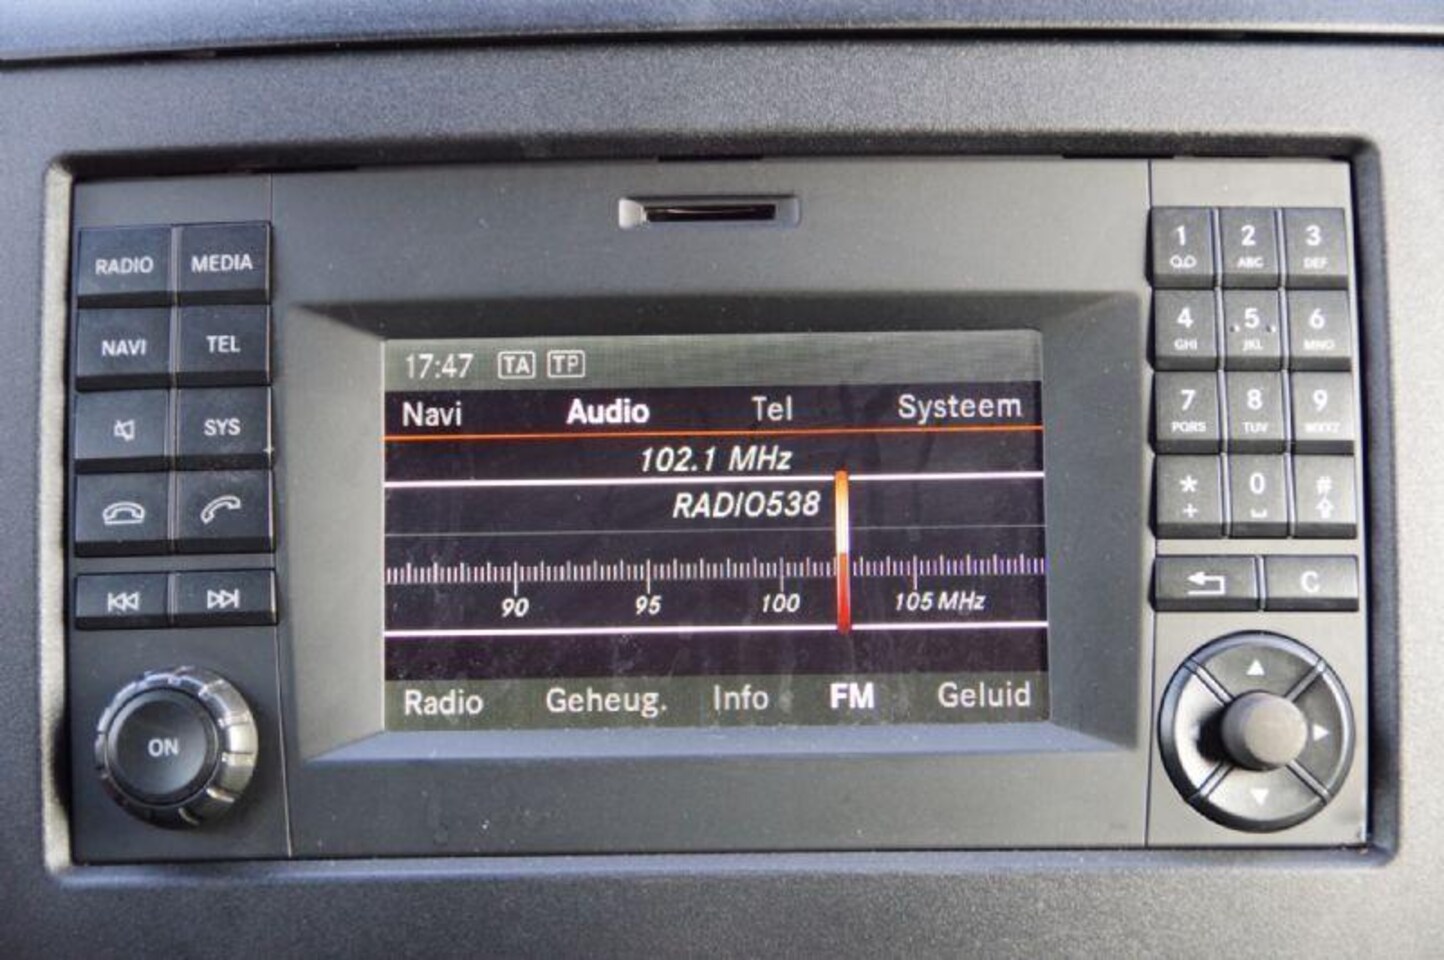 RADIO MEDIA
NAVI TEL
SYS
ON
17:47 TA TP
Navi Audio Tel Systeem
102.1 MHz
RADIO538
90 95 100 105 MHz
Radio Geheug. Info FM Geluid
1 2 3
ABC DEF
4 5 6
GHI JKL MNO
7 8 9
PQRS TUV WXYZ
* 0 #
+
C